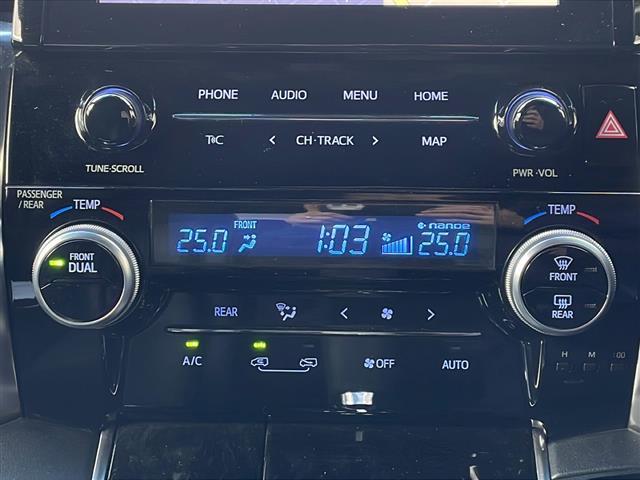 PHONE AUDIO MENU HOME
T C < CH·TRACK > MAP
TUNE·SCROLL
PWR·VOL
PASSENGER
/REAR
TEMP
TEMP
FRONT
25.0 1:03 25.0
nanoe
FRONT
DUAL
FRONT
REAR
REAR < >
A/C OFF AUTO
H M :00